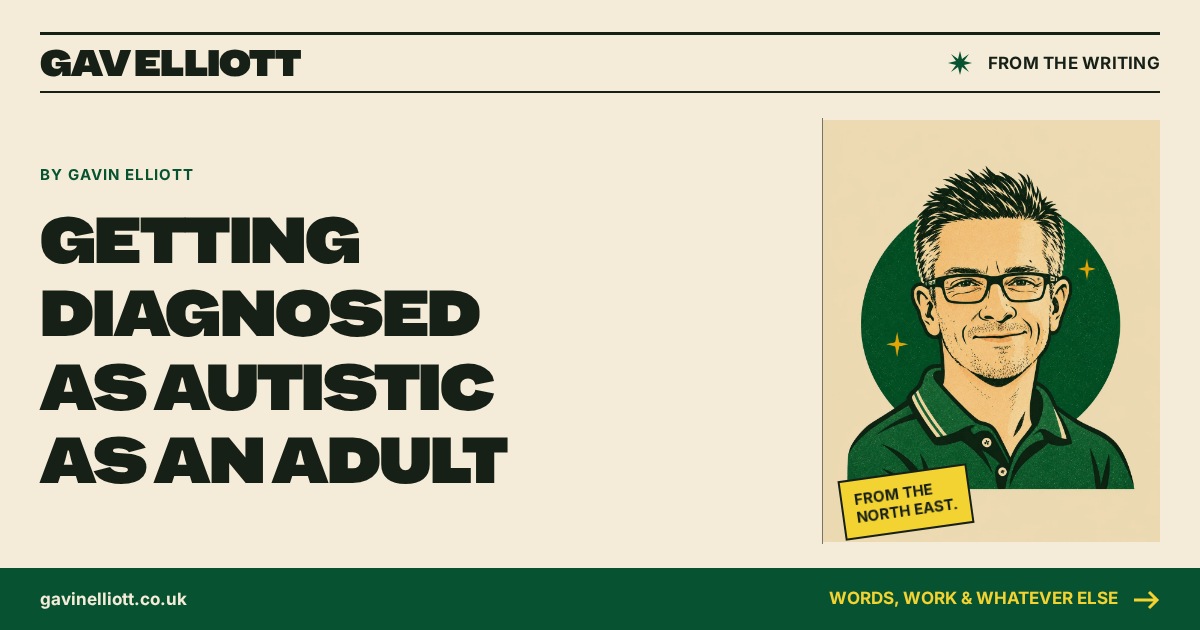 GAV ELLIOTT
FROM THE WRITING
BY GAVIN ELLIOTT
GETTING
DIAGNOSED
AS AUTISTIC
AS AN ADULT
FROM THE
NORTH EAST.
gavinelliott.co.uk
WORDS, WORK & WHATEVER ELSE